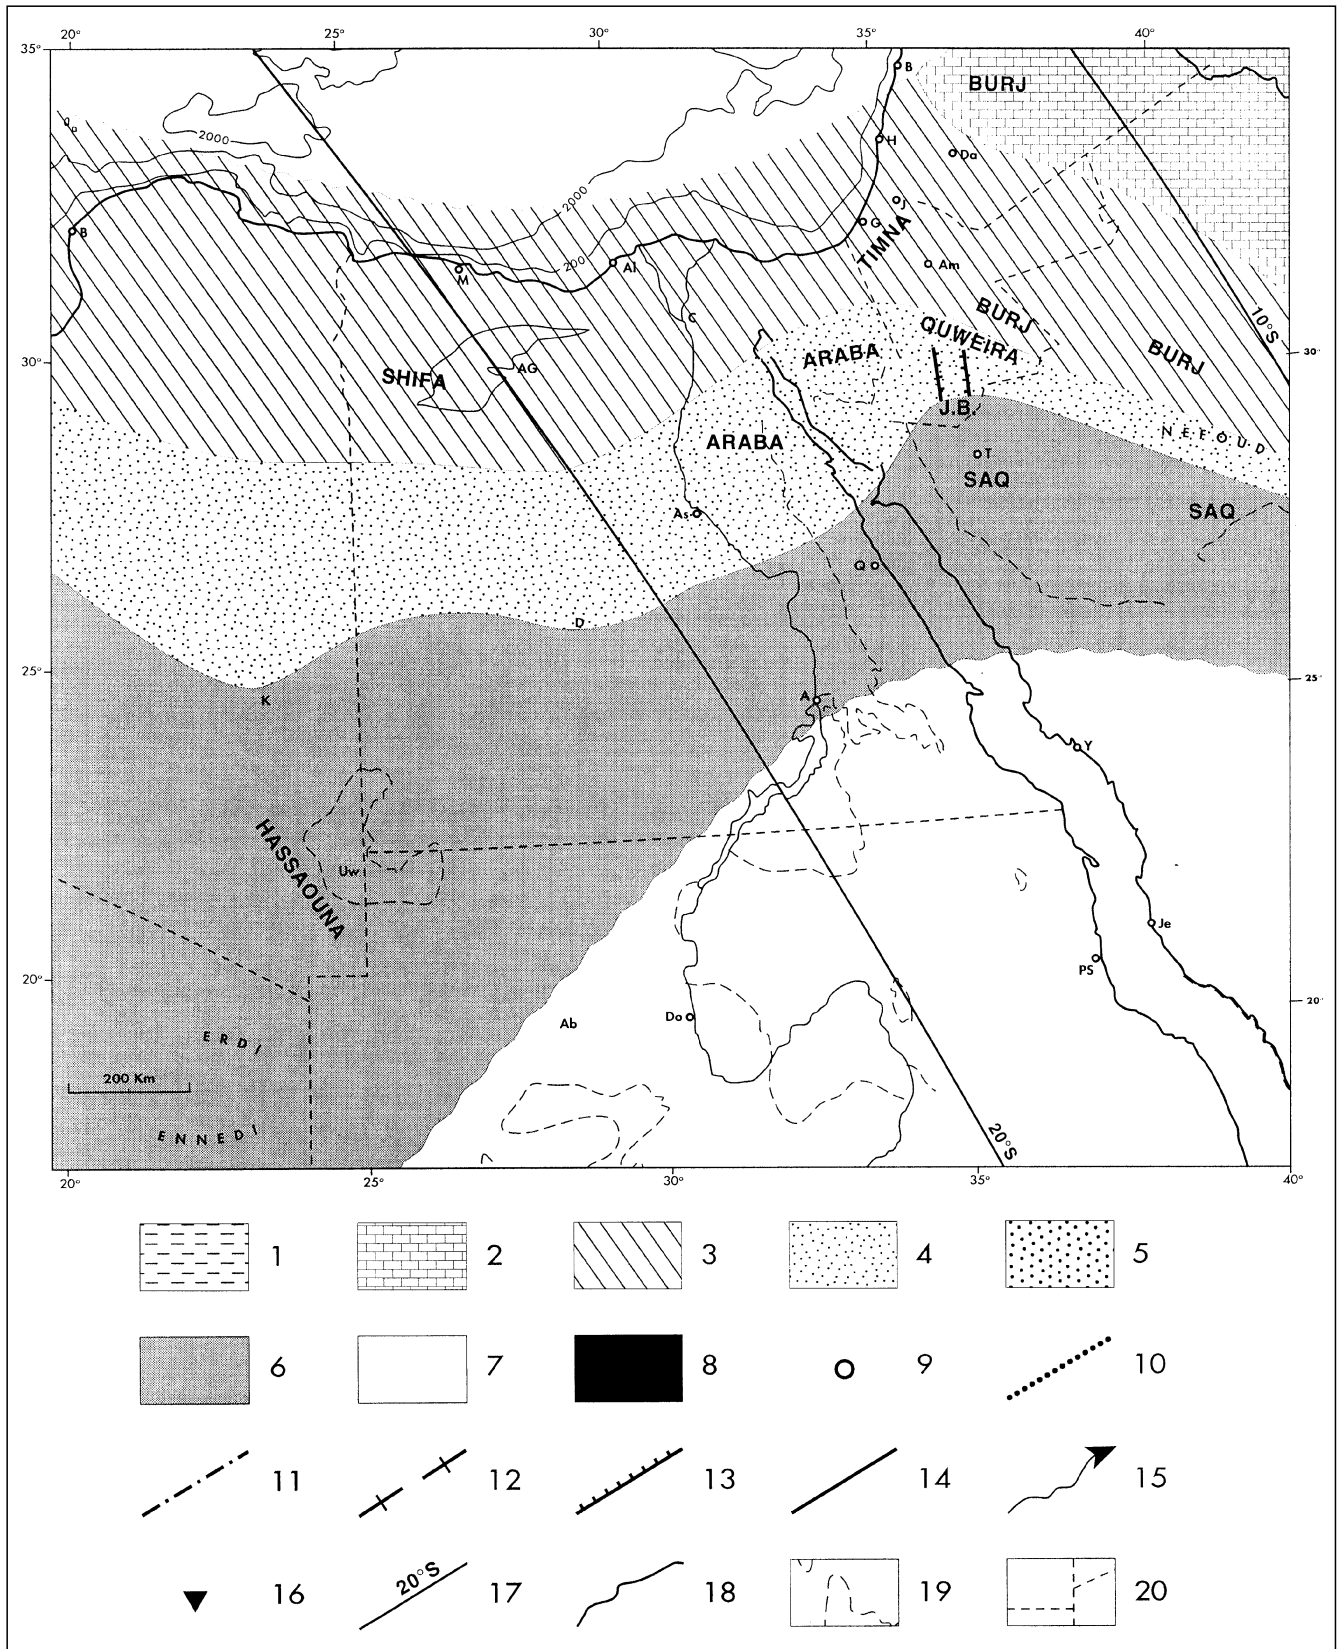 20° 25° 30° 35° 40°
35°
B
BURJ
2000
H
Da
2000
J
B
G
TIMNA
200
Al
Am
M
C
BURJ
10°S
QUWEIRA
30°
ARABA
BURJ
30°
SHIFA
AG
J.B.
ARABA
NEFOUD
T
SAQ
As
SAQ
Q
D
25°
25°
K
A
Y
HASSAOUNA
Uw
Je
PS
20°
20°
Ab
Do
ERDI
200 Km
ENNEDI
20°S
20° 25° 30° 35° 40°
1 2 3 4 5
6 7 8 9 10
11 12 13 14 15
16 20°S 17 18 19 20